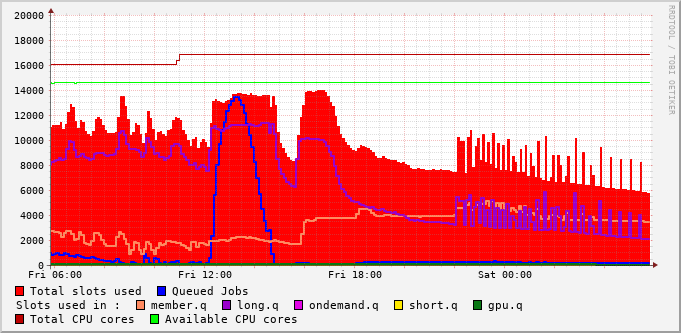 20000
18000
16000
14000
12000
10000
8000
6000
4000
2000
0
Fri 06:00 Fri 12:00 Fri 18:00 Sat 00:00
Total slots used Queued Jobs
Slots used in : member.q long.q ondemand.q short.q gpu.q
Total CPU cores Available CPU cores
RRDTOOL / TOBI OETIKER